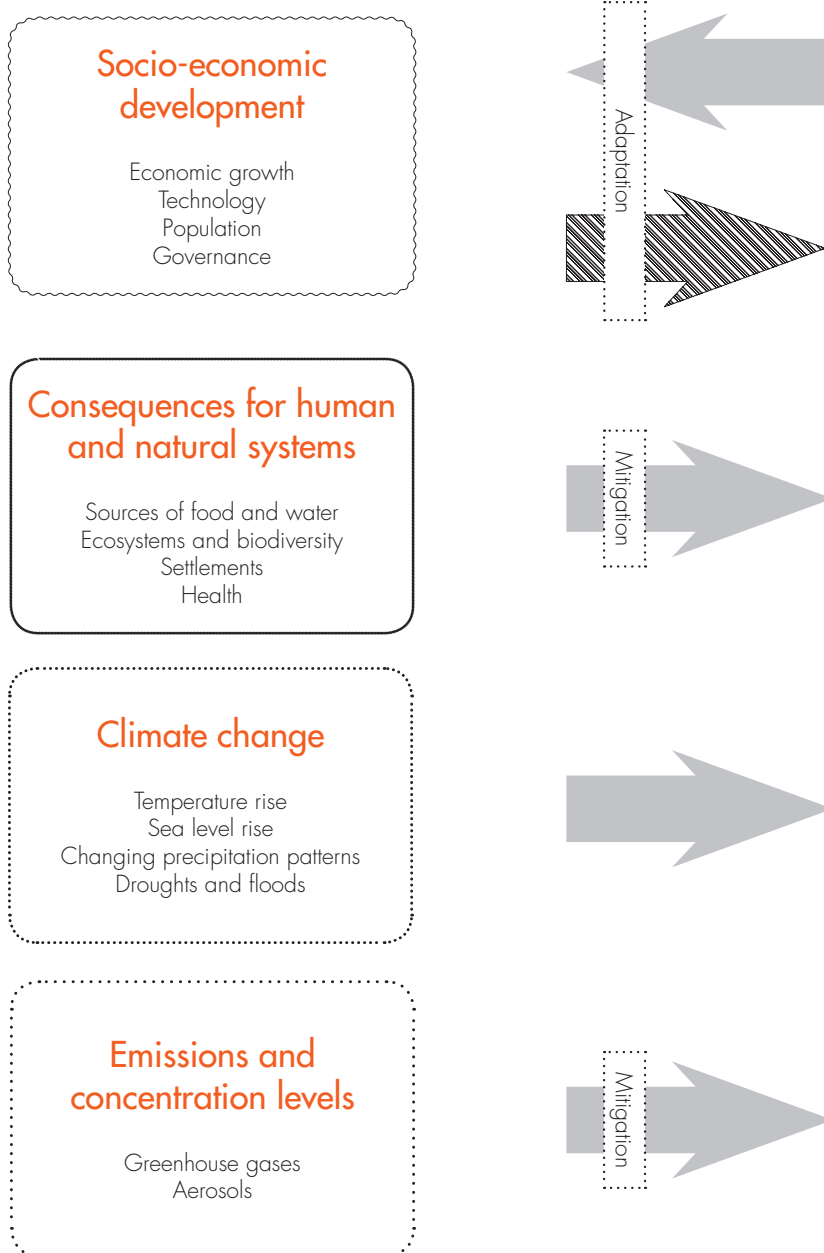 Socio-economic
development
Economic growth
Technology
Population
Governance
Adaptation
Consequences for human
and natural systems
Sources of food and water
Ecosystems and biodiversity
Settlements
Health
Mitigation
Climate change
Temperature rise
Sea level rise
Changing precipitation patterns
Droughts and floods
Emissions and
concentration levels
Greenhouse gases
Aerosols
Mitigation